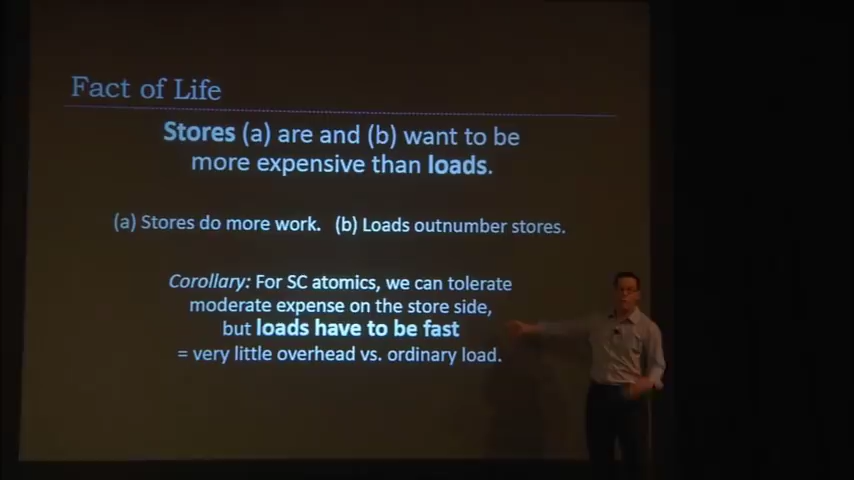 Fact of Life
Stores (a) are and (b) want to be
more expensive than loads.
(a) Stores do more work. (b) Loads outnumber stores.
Corollary: For SC atomics, we can tolerate
moderate expense on the store side,
but loads have to be fast
= very little overhead vs. ordinary load.